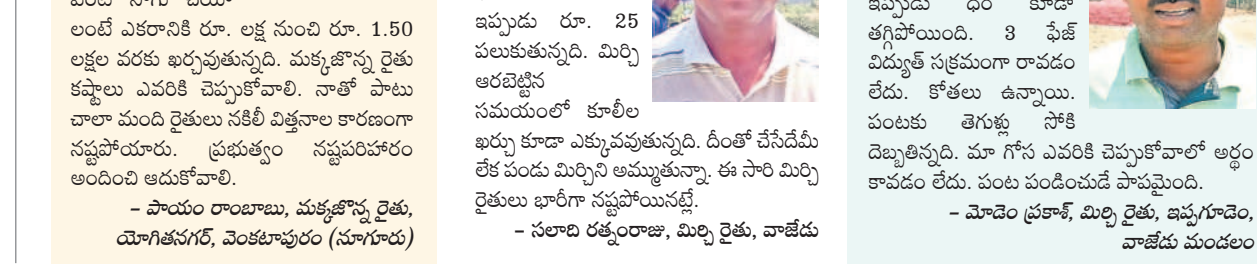 లంటే ఎకరానికి రూ. లక్ష నుంచి రూ. 1.50
లక్షల వరకు ఖర్చవుతున్నది. మక్కజొన్న రైతు
కష్టాలు ఎవరికి చెప్పుకోవాలి. నాతో పాటు
చాలా మంది రైతులు నకిలీ విత్తనాల కారణంగా
నష్టపోయారు. ప్రభుత్వం నష్టపరిహారం
అందించి ఆదుకోవాలి.
– పాయం రాంబాబు, మక్కజొన్న రైతు,
యోగితనగర్, వెంకటాపురం (నూగూరు)
ఇప్పుడు రూ. 25
పలుకుతున్నది. మిర్చి
ఆరబెట్టిన
సమయంలో కూలీల
ఖర్చు కూడా ఎక్కువవుతున్నది. దీంతో చేసేదేమీ
లేక పండు మిర్చిని అమ్ముతున్నా. ఈ సారి మిర్చి
రైతులు భారీగా నష్టపోయినట్లే.
– సలాది రత్నంరాజు, మిర్చి రైతు, వాజేడు
ఇప్పుడు ధర కూడా
తగ్గిపోయింది. 3 ఫేజ్
విద్యుత్ సక్రమంగా రావడం
లేదు. కోతలు ఉన్నాయి.
పంటకు తెగుళ్లు సోకి
దెబ్బతిన్నది. మా గోస ఎవరికి చెప్పుకోవాలో అర్థం
కావడం లేదు. పంట పండించుడే పాపమైంది.
– మోడెం ప్రకాశ్, మిర్చి రైతు, ఇప్పగూడెం,
వాజేడు మండలం